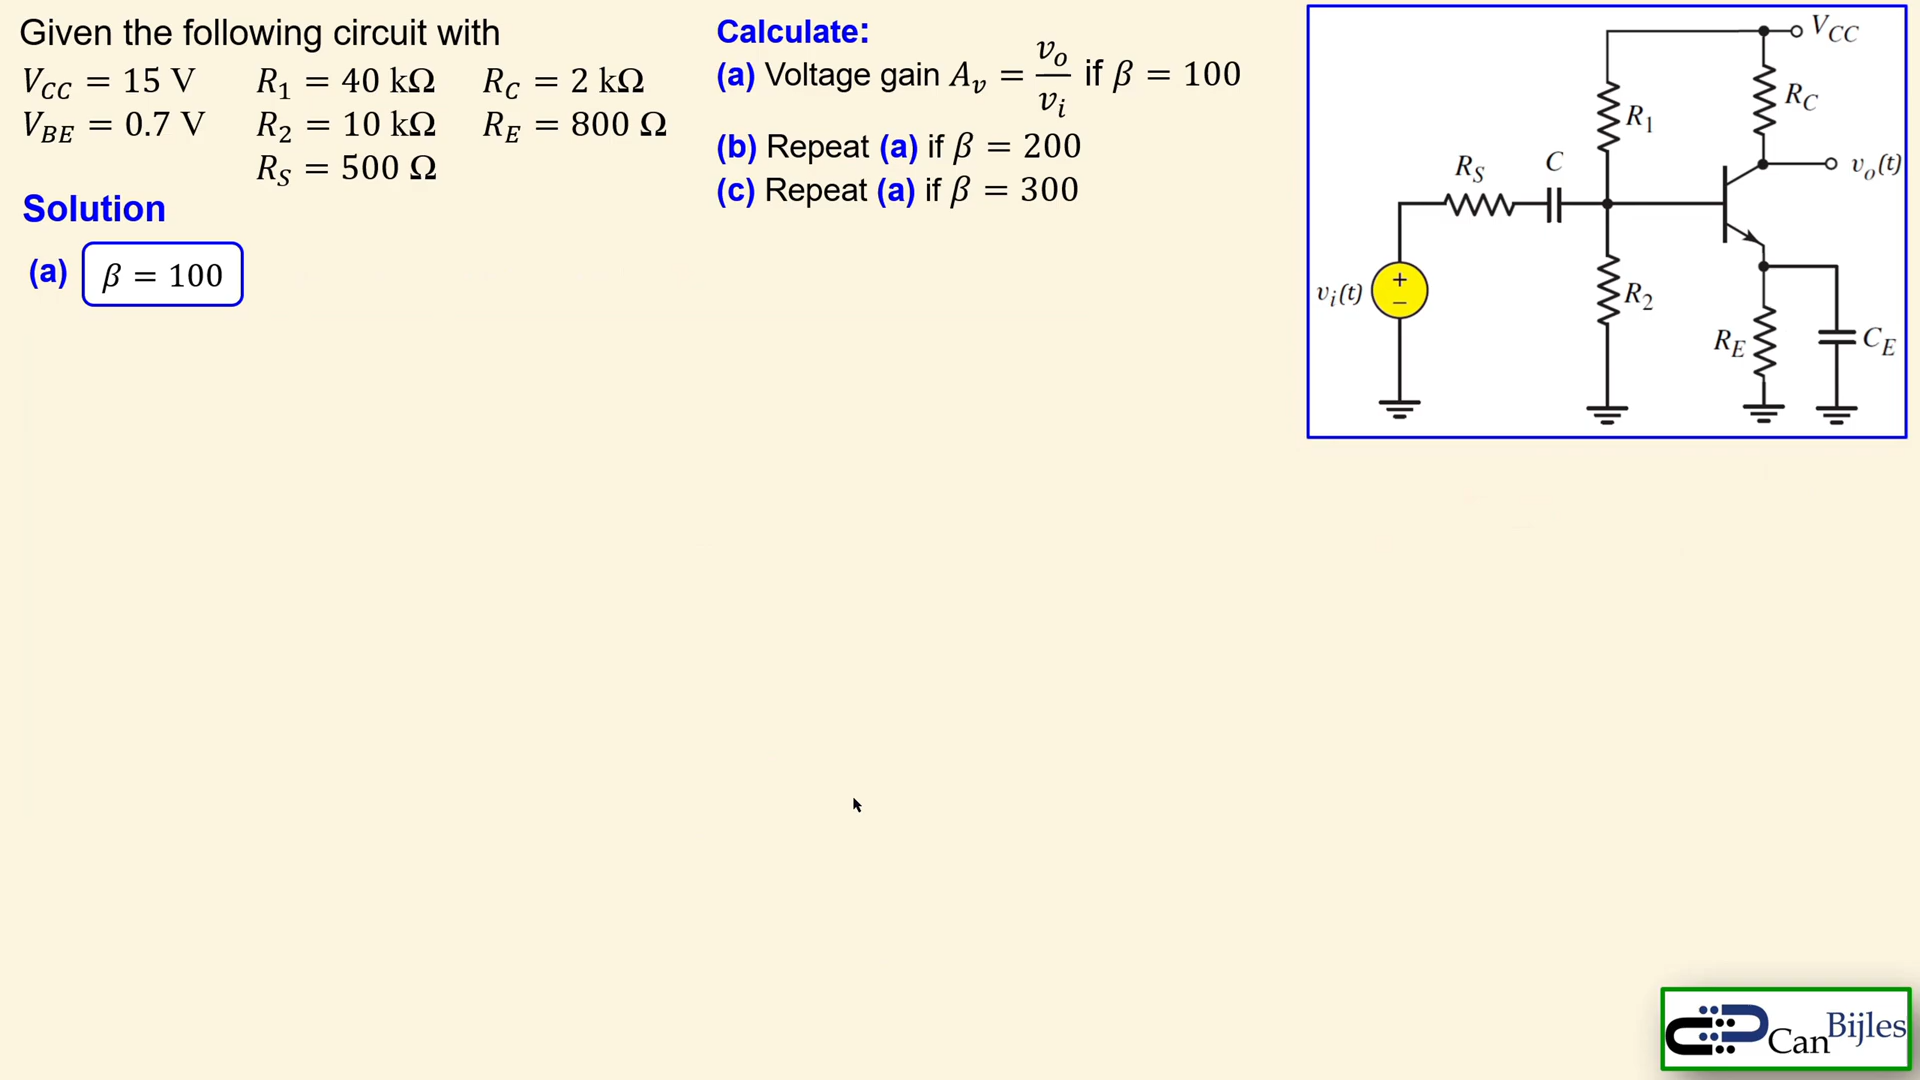 Given the following circuit with
V_CC = 15 V R_1 = 40 kΩ R_C = 2 kΩ
V_BE = 0.7 V R_2 = 10 kΩ R_E = 800 Ω
R_S = 500 Ω
Calculate:
(a) Voltage gain A_v = v_o / v_i if β = 100
(b) Repeat (a) if β = 200
(c) Repeat (a) if β = 300
Solution
(a) β = 100
V_CC
R_C
R_1
R_S
C
v_o(t)
v_i(t)
+
−
R_2
R_E
C_E
CanBijles